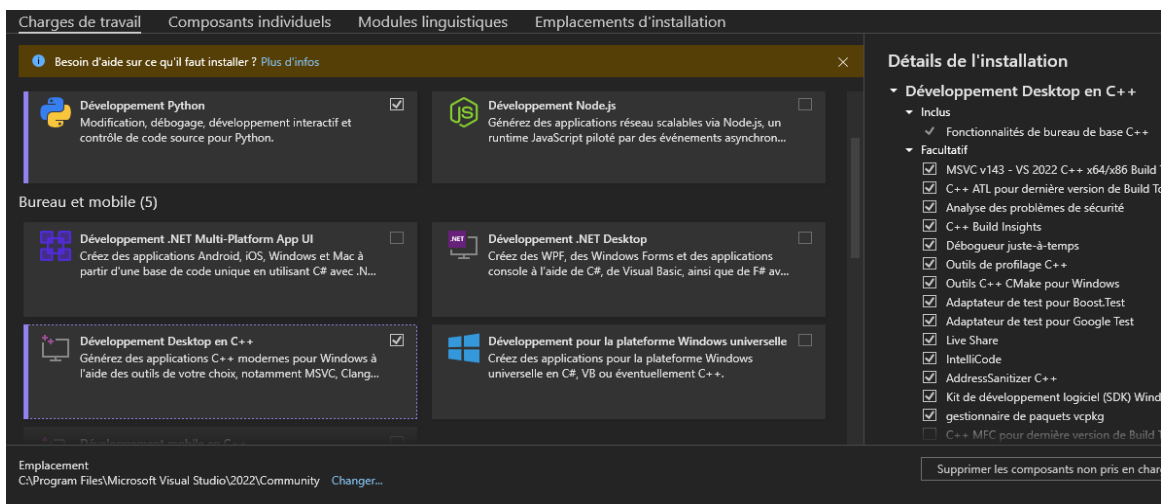 Charges de travail Composants individuels Modules linguistiques Emplacements d'installation
Besoin d'aide sur ce qu'il faut installer ? Plus d'infos
Développement Python
Modification, débogage, développement interactif et
contrôle de code source pour Python.
Développement Node.js
Générez des applications réseau scalables via Node.js, un
runtime JavaScript piloté par des événements asynchron...
Bureau et mobile (5)
Développement .NET Multi-Platform App UI
Créez des applications Android, iOS, Windows et Mac à
partir d'une base de code unique en utilisant C# avec .N...
.NET
Développement .NET Desktop
Créez des WPF, des Windows Forms et des applications
console à l'aide de C#, de Visual Basic, ainsi que de F# av...
Développement Desktop en C++
Générez des applications C++ modernes pour Windows à
l'aide des outils de votre choix, notamment MSVC, Clang...
Développement pour la plateforme Windows universelle
Créez des applications pour la plateforme Windows
universelle en C#, VB ou éventuellement C++.
Développement mobile en C++
Détails de l'installation
Développement Desktop en C++
Inclus
Fonctionnalités de bureau de base C++
Facultatif
MSVC v143 - VS 2022 C++ x64/x86 Build
C++ ATL pour dernière version de Build To
Analyse des problèmes de sécurité
C++ Build Insights
Débogueur juste-à-temps
Outils de profilage C++
Outils C++ CMake pour Windows
Adaptateur de test pour Boost.Test
Adaptateur de test pour Google Test
Live Share
IntelliCode
AddressSanitizer C++
Kit de développement logiciel (SDK) Wind
gestionnaire de paquets vcpkg
C++ MFC pour dernière version de Build
Emplacement
C:\Program Files\Microsoft Visual Studio\2022\Community Changer...
Supprimer les composants non pris en char